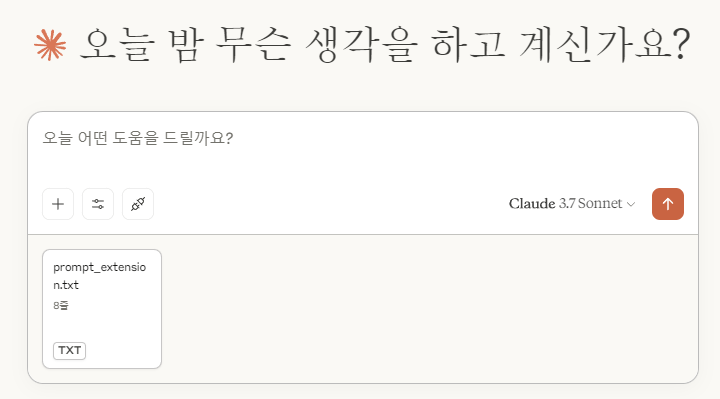 오늘 밤 무슨 생각을 하고 계신가요?
오늘 어떤 도움을 드릴까요?
Claude 3.7 Sonnet
prompt_extensio
n.txt
8줄
TXT